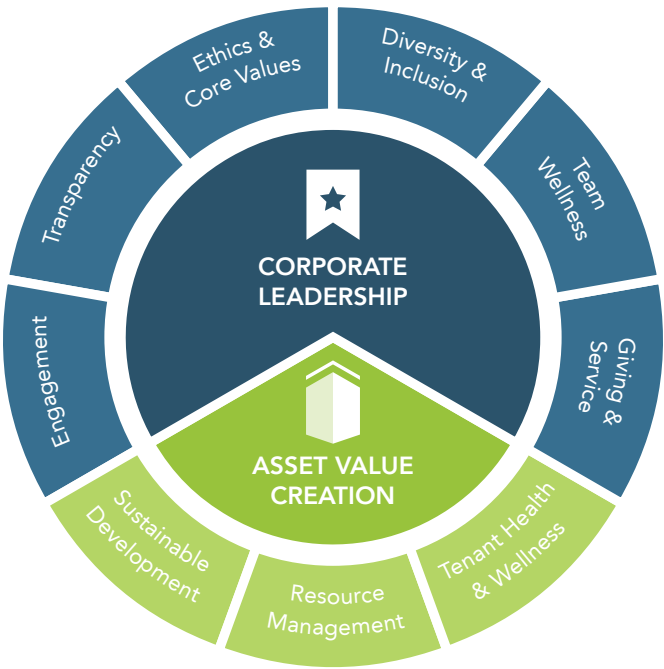 Ethics &
Core Values
Diversity &
Inclusion
Team
Wellness
Giving &
Service
Tenant Health
& Wellness
Resource
Management
Sustainable
Development
Engagement
Transparency
CORPORATE
LEADERSHIP
ASSET VALUE
CREATION